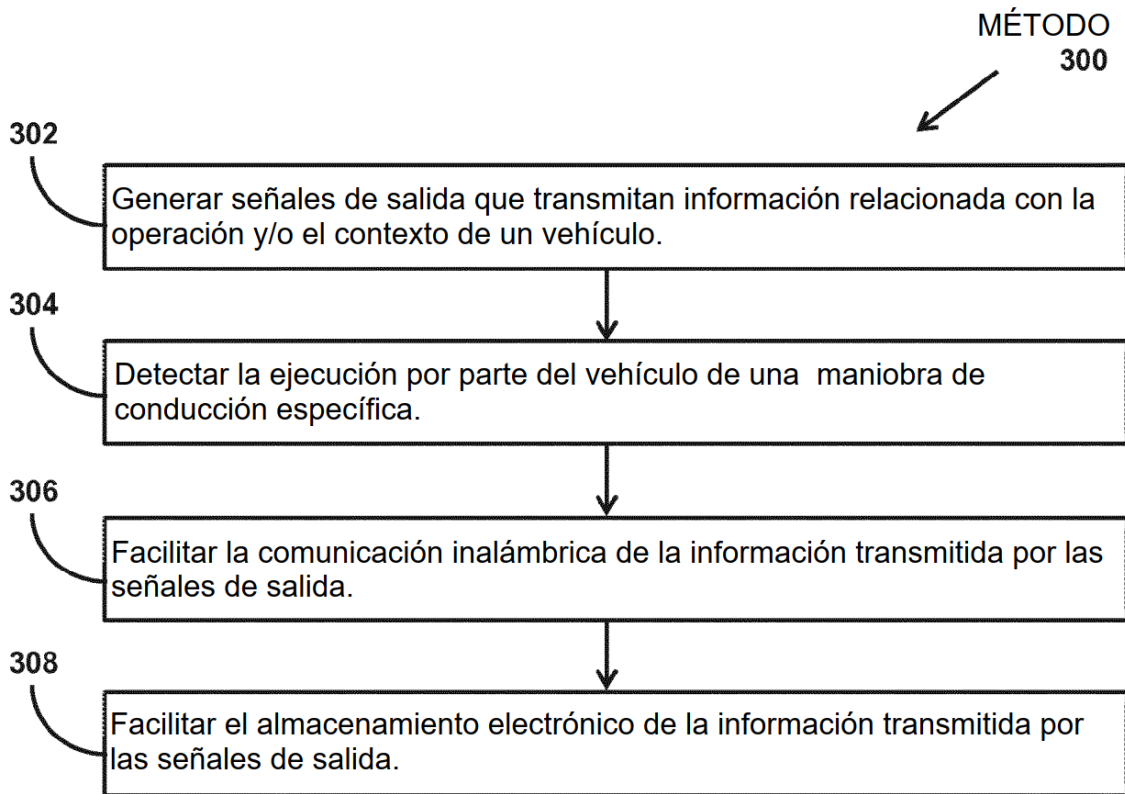 MÉTODO
300
302
Generar señales de salida que transmitan información relacionada con la
operación y/o el contexto de un vehículo.
304
Detectar la ejecución por parte del vehículo de una maniobra de
conducción específica.
306
Facilitar la comunicación inalámbrica de la información transmitida por las
señales de salida.
308
Facilitar el almacenamiento electrónico de la información transmitida por
las señales de salida.